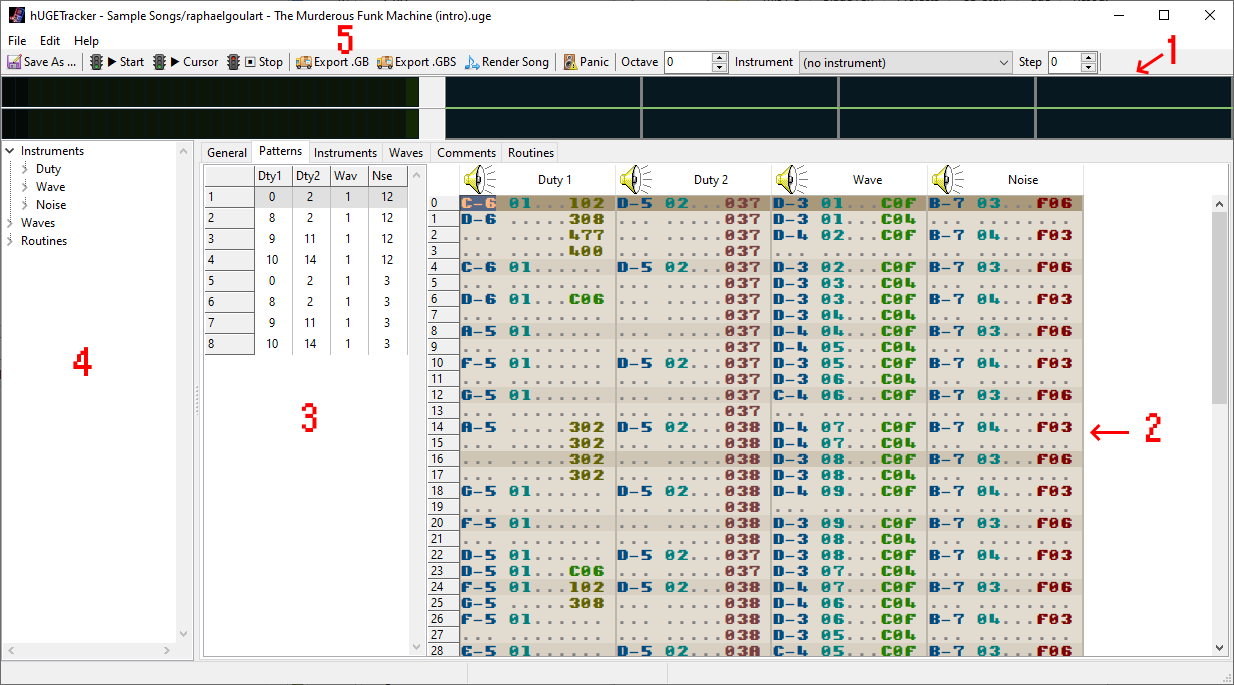 hUGETracker - Sample Songs/raphaelgoulart - The Murderous Funk Machine (intro).uge
File Edit Help
5
Save As ... Start Cursor Stop Export .GB Export .GBS Render Song Panic Octave 0 Instrument (no instrument) Step 0
1
Instruments
Duty
Wave
Noise
Waves
Routines
4
General Patterns Instruments Waves Comments Routines
Dty1 Dty2 Wav Nse
1 0 2 1 12
2 8 2 1 12
3 9 11 1 12
4 10 14 1 12
5 0 2 1 3
6 8 2 1 3
7 9 11 1 3
8 10 14 1 3
3
Duty 1 Duty 2 Wave Noise
0 C-6 01...102 D-5 02...037 D-3 01...C0F B-7 03...F06
1 D-6 .....308 ... .....037 D-3 01...C04 ... ........
2 ... .....477 ... .....037 D-4 02...C0F B-7 04...F03
3 ... .....400 ... .....037 ... ........ ... ........
4 C-6 01...... D-5 02...037 D-3 02...C0F B-7 03...F06
5 ... ........ ... .....037 D-3 03...C04 ... ........
6 D-6 01...C06 ... .....037 D-3 03...C0F B-7 04...F03
7 ... ........ ... .....037 D-3 04...C04 ... ........
8 A-5 01...... ... .....037 D-4 04...C0F B-7 03...F06
9 ... ........ ... .....037 D-4 05...C04 ... ........
10 F-5 01...... D-5 02...037 D-3 05...C0F B-7 04...F03
11 ... ........ ... .....037 D-3 06...C04 ... ........
12 G-5 01...... ... .....037 C-4 06...C0F B-7 03...F06
13 ... ........ ... .....037 ... ........ ... ........
14 A-5 .....302 D-5 02...038 D-4 07...C0F B-7 04...F03
15 ... .....302 ... .....038 D-4 07...C04 ... ........
16 ... .....302 ... .....038 D-3 08...C0F B-7 03...F06
17 ... .....302 ... .....038 D-3 08...C04 ... ........
18 G-5 01...... D-5 02...038 D-4 09...C0F B-7 04...F03
19 ... ........ ... .....038 ... ........ ... ........
20 F-5 01...... ... .....038 D-3 09...C0F B-7 03...F06
21 ... ........ ... .....038 D-3 08...C04 ... ........
22 D-5 01...... D-5 02...037 D-3 08...C0F B-7 04...F03
23 D-5 01...C06 ... .....037 D-3 07...C04 ... ........
24 F-5 01...102 D-5 02...038 D-4 07...C0F B-7 03...F06
25 G-5 .....308 ... .....038 D-4 06...C04 ... ........
26 F-5 01...... ... .....038 D-3 06...C0F B-7 04...F03
27 ... ........ ... .....038 D-3 05...C04 ... ........
28 E-5 01...... D-5 02...03A C-4 05...C0F B-7 03...F06
2